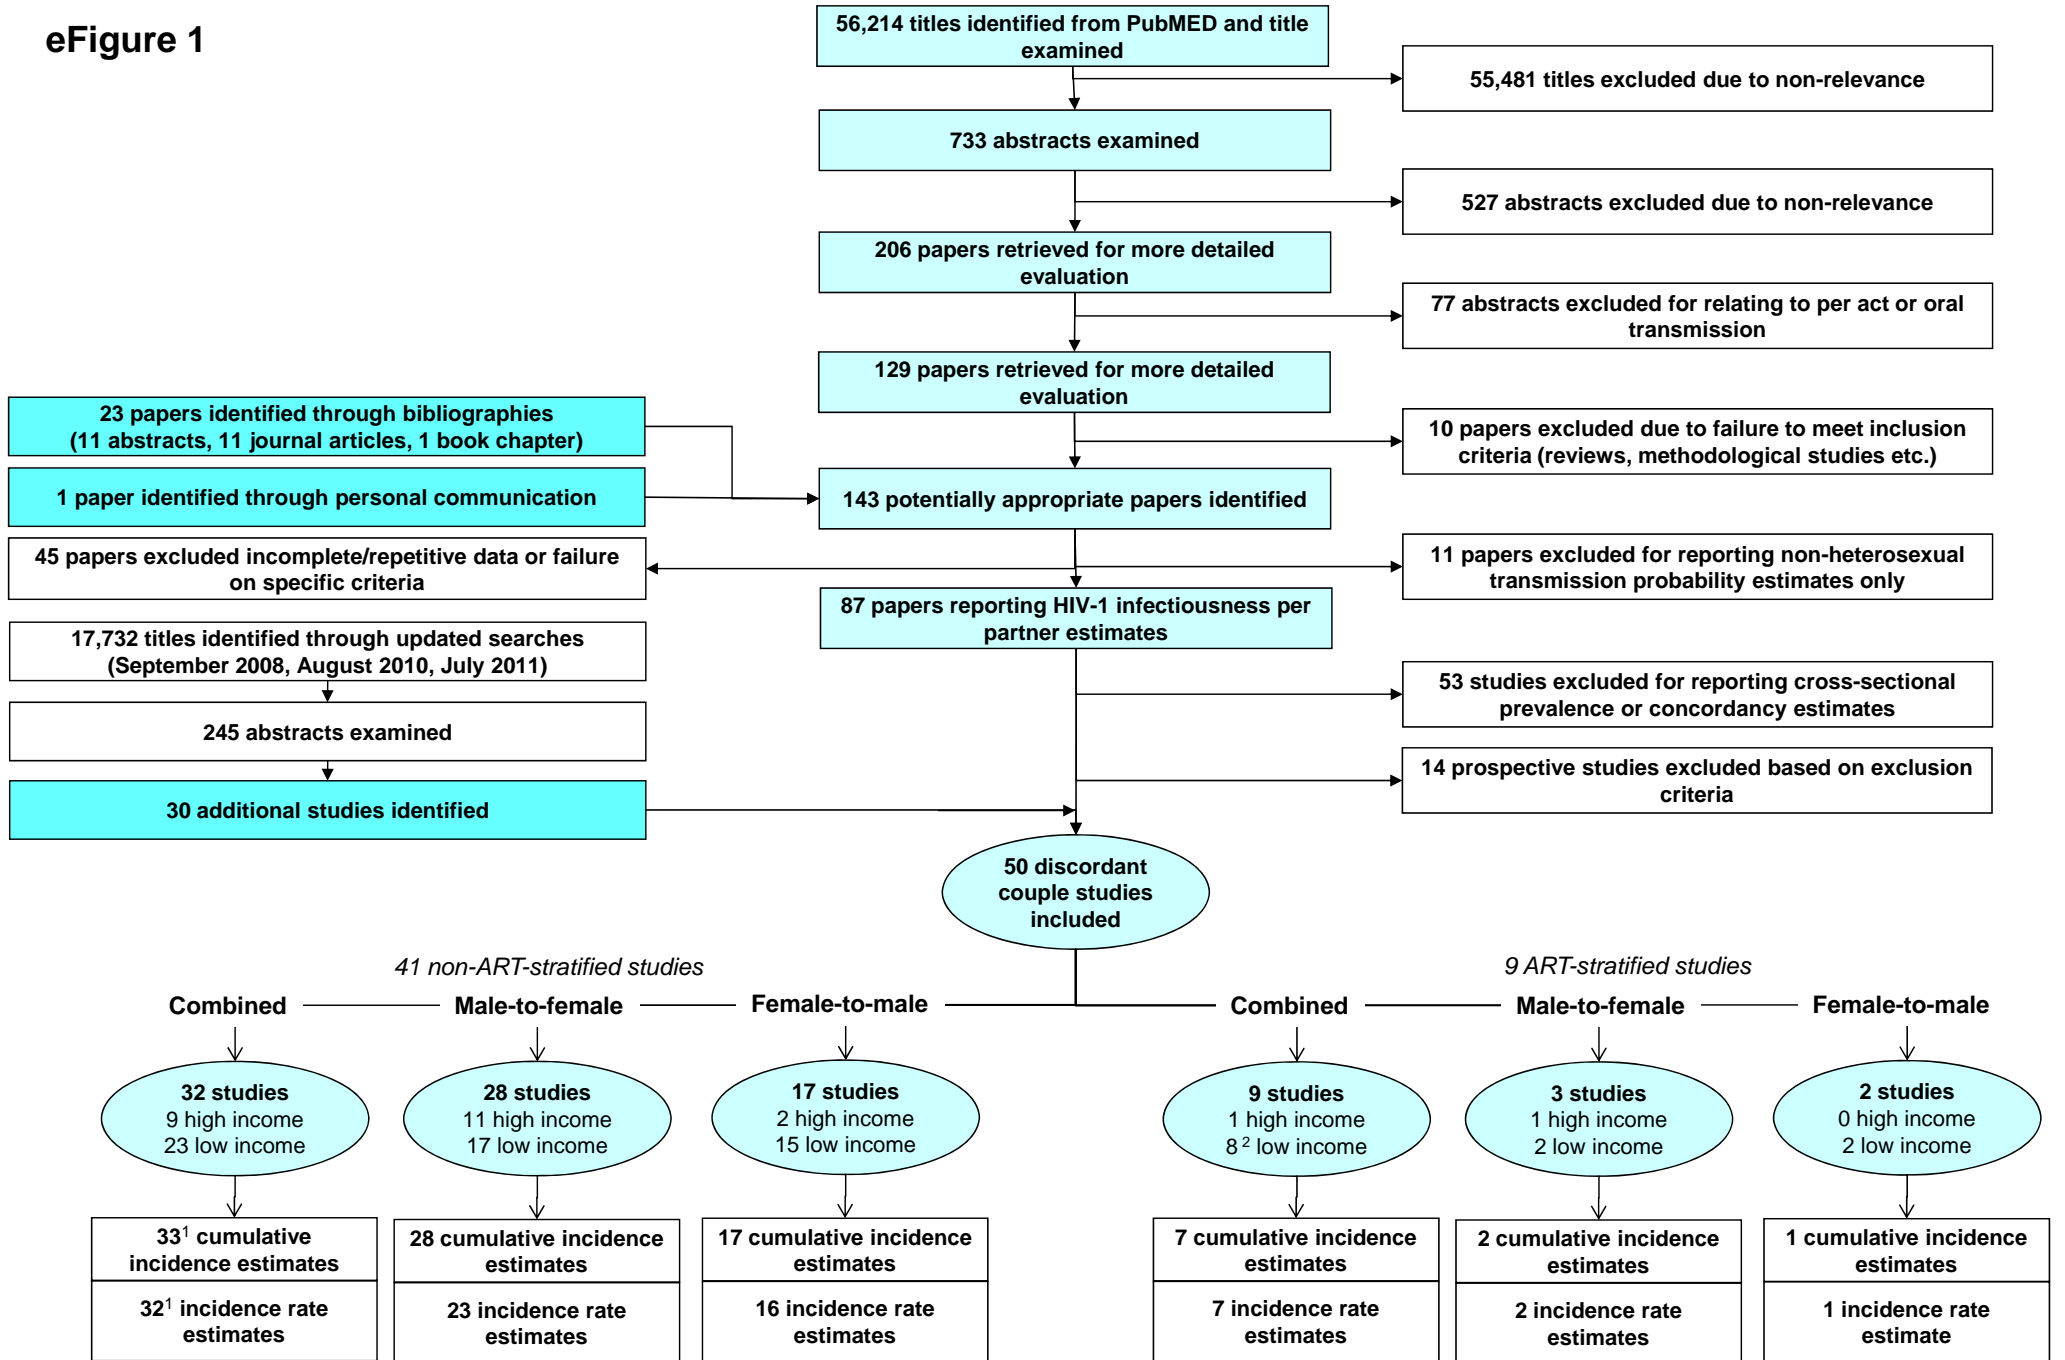 eFigure 1
56,214 titles identified from PubMED and title
examined
55,481 titles excluded due to non-relevance
733 abstracts examined
527 abstracts excluded due to non-relevance
206 papers retrieved for more detailed
evaluation
77 abstracts excluded for relating to per act or oral
transmission
129 papers retrieved for more detailed
evaluation
23 papers identified through bibliographies
(11 abstracts, 11 journal articles, 1 book chapter)
10 papers excluded due to failure to meet inclusion
criteria (reviews, methodological studies etc.)
1 paper identified through personal communication
143 potentially appropriate papers identified
45 papers excluded incomplete/repetitive data or failure
on specific criteria
11 papers excluded for reporting non-heterosexual
transmission probability estimates only
87 papers reporting HIV-1 infectiousness per
partner estimates
17,732 titles identified through updated searches
(September 2008, August 2010, July 2011)
53 studies excluded for reporting cross-sectional
prevalence or concordancy estimates
245 abstracts examined
14 prospective studies excluded based on exclusion
criteria
30 additional studies identified
50 discordant
couple studies
included
41 non-ART-stratified studies
9 ART-stratified studies
Combined
Male-to-female
Female-to-male
Combined
Male-to-female
Female-to-male
32 studies
9 high income
23 low income
28 studies
11 high income
17 low income
17 studies
2 high income
15 low income
9 studies
1 high income
8 2 low income
3 studies
1 high income
2 low income
2 studies
0 high income
2 low income
331 cumulative
incidence estimates
28 cumulative incidence
estimates
17 cumulative incidence
estimates
7 cumulative incidence
estimates
2 cumulative incidence
estimates
1 cumulative incidence
estimates
321 incidence rate
estimates
23 incidence rate
estimates
16 incidence rate
estimates
7 incidence rate
estimates
2 incidence rate
estimates
1 incidence rate
estimate